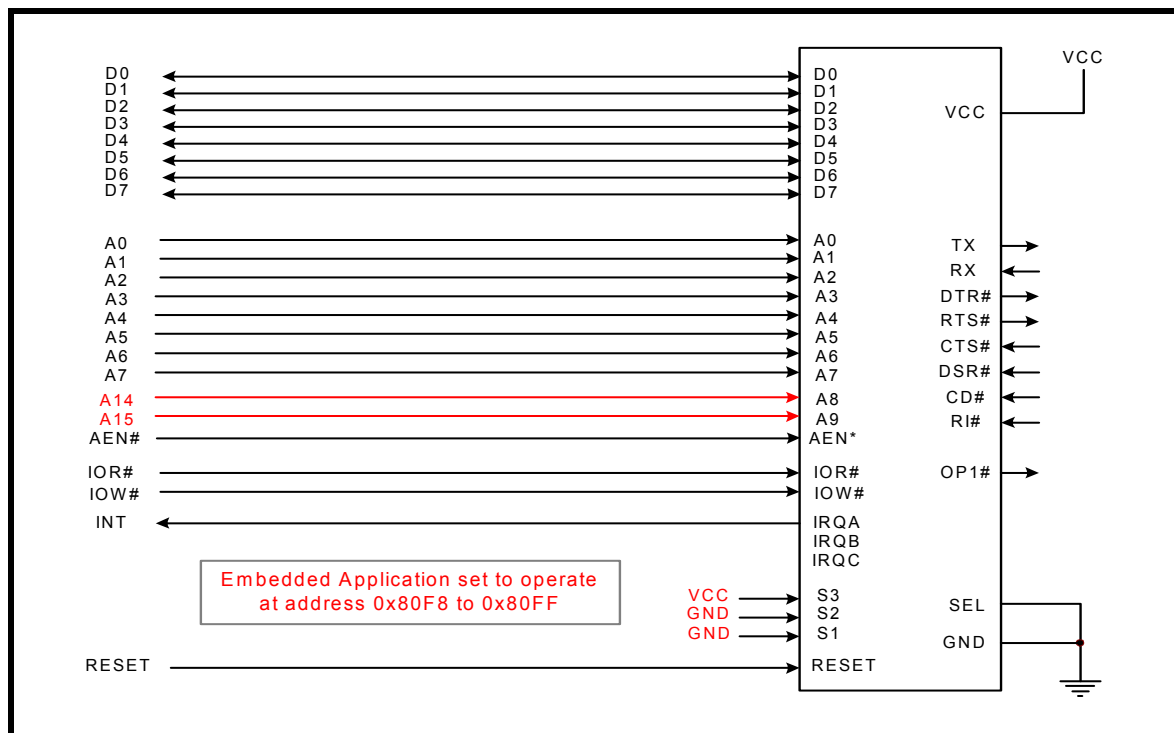 VCC
D0 D0
D1 D1
D2 D2
D3 D3
VCC
D4 D4
D5 D5
D6 D6
D7 D7
A0 A0 TX
A1 A1
A2 A2 RX
A3 A3 DTR#
A4 A4 RTS#
A5 A5
A6 A6 CTS#
A7 A7 DSR#
A14 A8 CD#
A15 A9 RI#
AEN# AEN*
IOR# IOR# OP1#
IOW# IOW#
INT IRQA
IRQB
IRQC
Embedded Application set to operate
at address 0x80F8 to 0x80FF
VCC S3
GND S2
GND S1
SEL
GND
RESET RESET